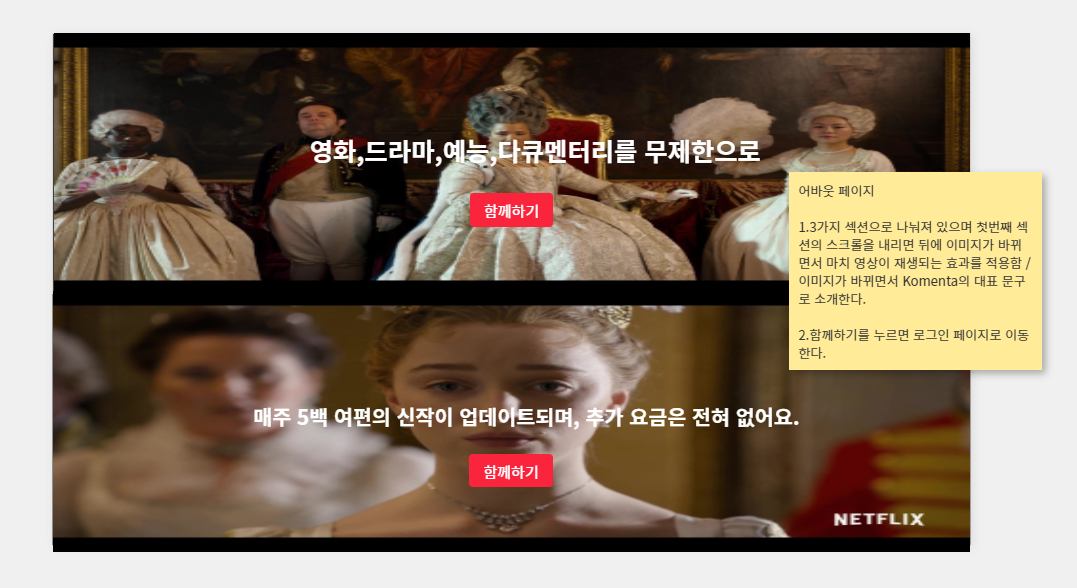 영화,드라마,예능,다큐멘터리를 무제한으로
함께하기
어바웃 페이지
1.3가지 섹션으로 나눠져 있으며 첫번째 섹
션의 스크롤을 내리면 뒤에 이미지가 바뀌
면서 마치 영상이 재생되는 효과를 적용함 /
이미지가 바뀌면서 Komenta의 대표 문구
로 소개한다.
2.함께하기를 누르면 로그인 페이지로 이동
한다.
매주 5백 여편의 신작이 업데이트되며, 추가 요금은 전혀 없어요.
함께하기
NETFLIX